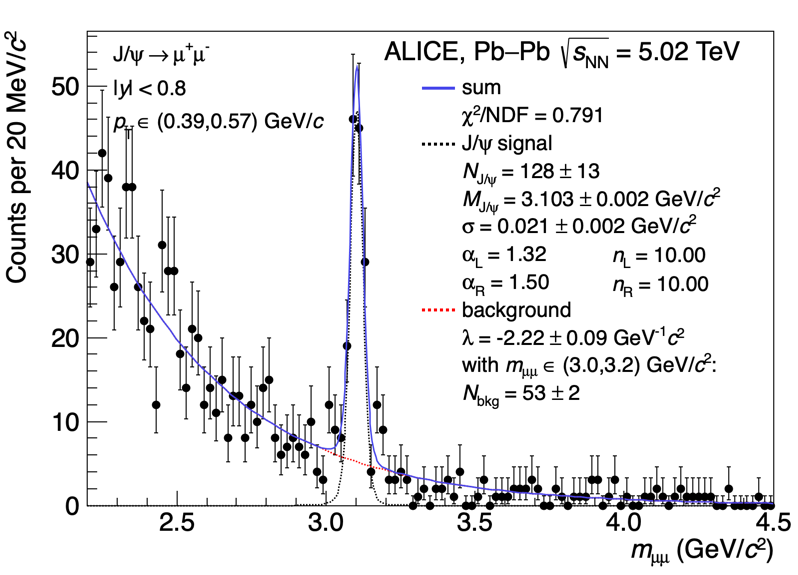 J/ψ → μ⁺μ⁻
|y| < 0.8
p_T ∈ (0.39,0.57) GeV/c
ALICE, Pb−Pb √s_NN = 5.02 TeV
sum
χ²/NDF = 0.791
J/ψ signal
N_J/ψ = 128 ± 13
M_J/ψ = 3.103 ± 0.002 GeV/c²
σ = 0.021 ± 0.002 GeV/c²
α_L = 1.32 n_L = 10.00
α_R = 1.50 n_R = 10.00
background
λ = -2.22 ± 0.09 GeV⁻¹c²
with m_μμ ∈ (3.0,3.2) GeV/c²:
N_bkg = 53 ± 2
Counts per 20 MeV/c²
50
40
30
20
10
0
2.5 3.0 3.5 4.0 4.5
m_μμ (GeV/c²)